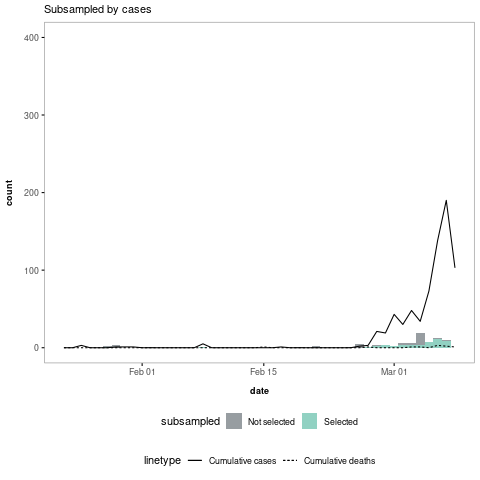 Subsampled by cases
400
300
200
100
0
count
Feb 01
Feb 15
Mar 01
date
subsampled
Not selected
Selected
linetype
Cumulative cases
Cumulative deaths